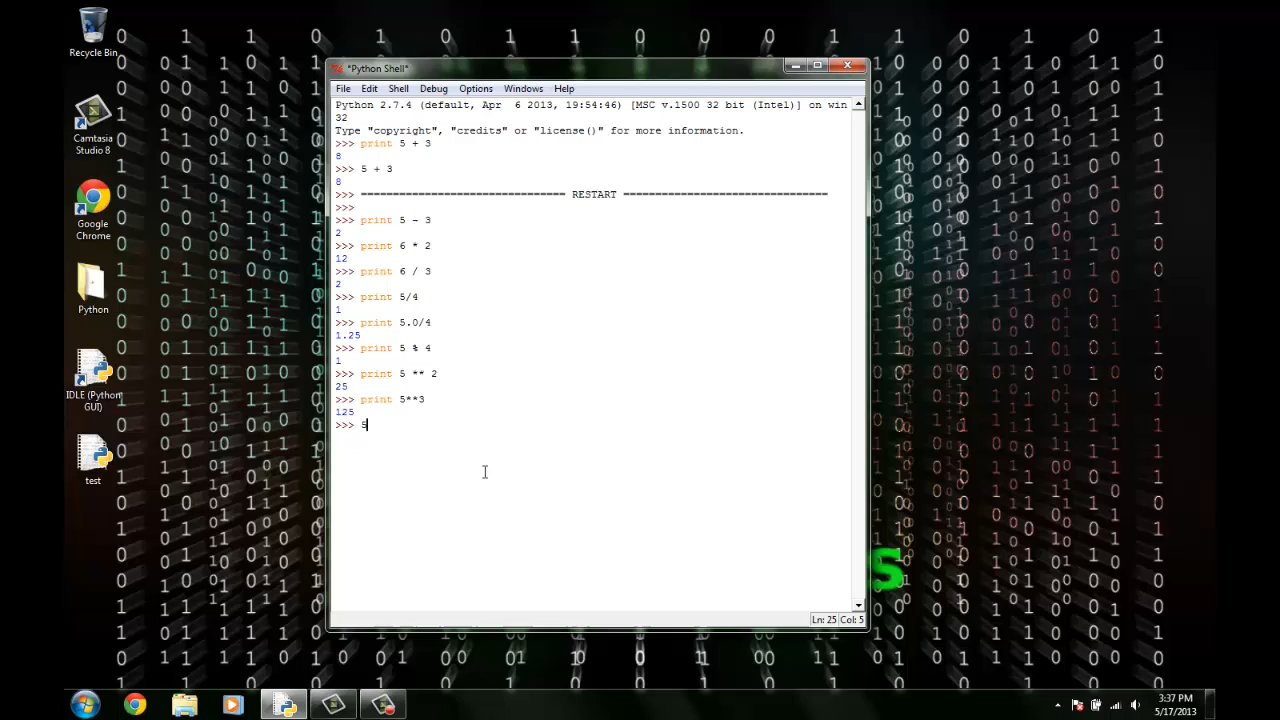 Recycle Bin
Camtasia
Studio 8
Google
Chrome
Python
IDLE (Python
GUI)
test
*Python Shell*
File Edit Shell Debug Options Windows Help
Python 2.7.4 (default, Apr  6 2013, 19:54:46) [MSC v.1500 32 bit (Intel)] on win
32
Type "copyright", "credits" or "license()" for more information.
>>> print 5 + 3
8
>>> 5 + 3
8
>>> ================================ RESTART ================================
>>>
>>> print 5 - 3
2
>>> print 6 * 2
12
>>> print 6 / 3
2
>>> print 5/4
1
>>> print 5.0/4
1.25
>>> print 5 % 4
1
>>> print 5 ** 2
25
>>> print 5**3
125
>>> 5
Ln: 25 Col: 5
S
3:37 PM
5/17/2013